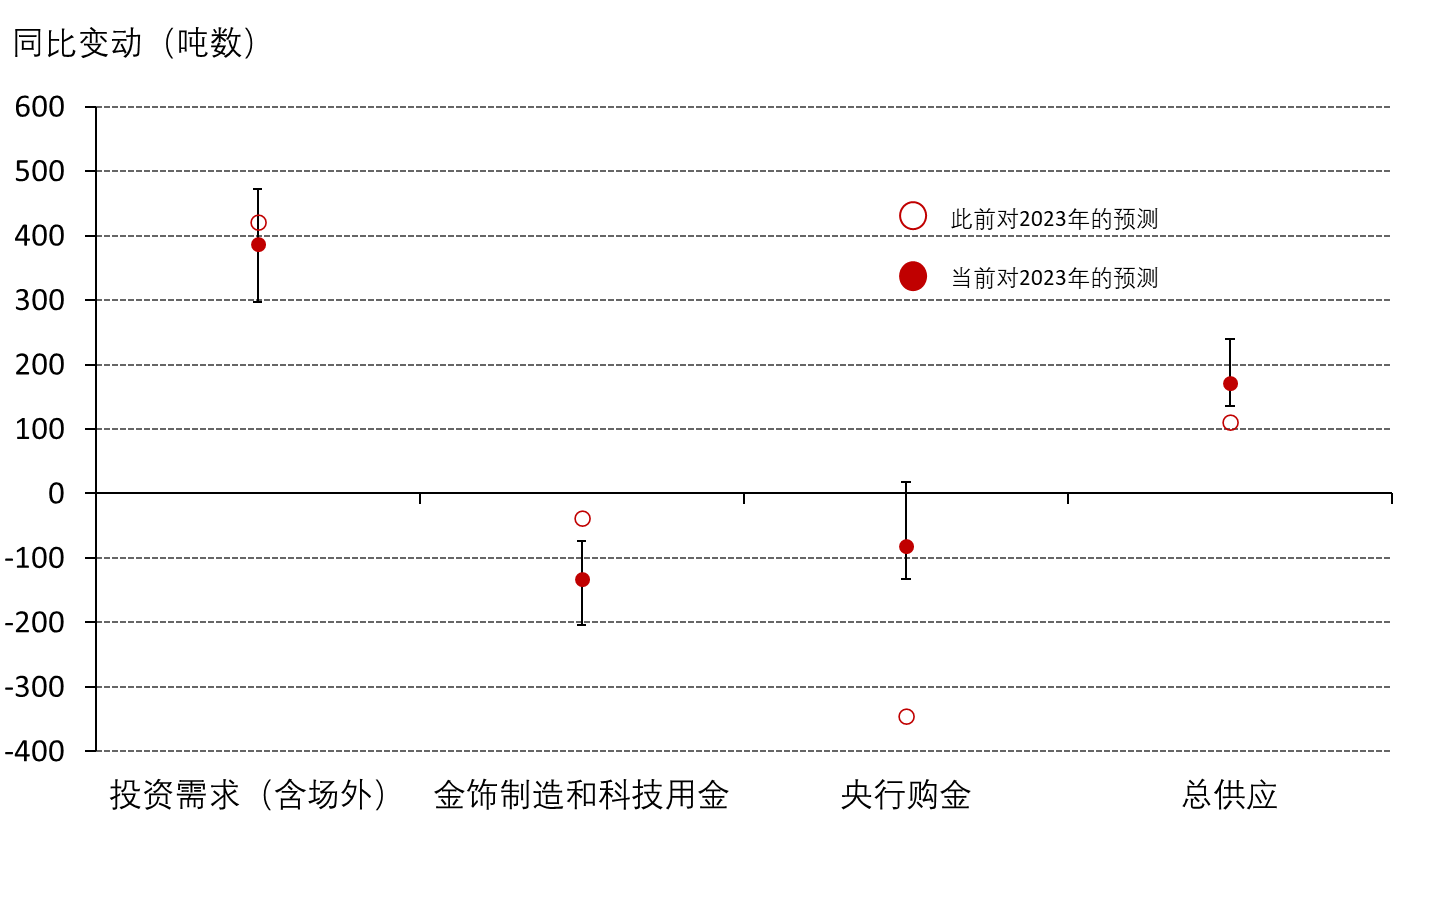 同比变动（吨数）
600
500
400
300
200
100
0
-100
-200
-300
-400
此前对2023年的预测
当前对2023年的预测
投资需求（含场外）
金饰制造和科技用金
央行购金
总供应